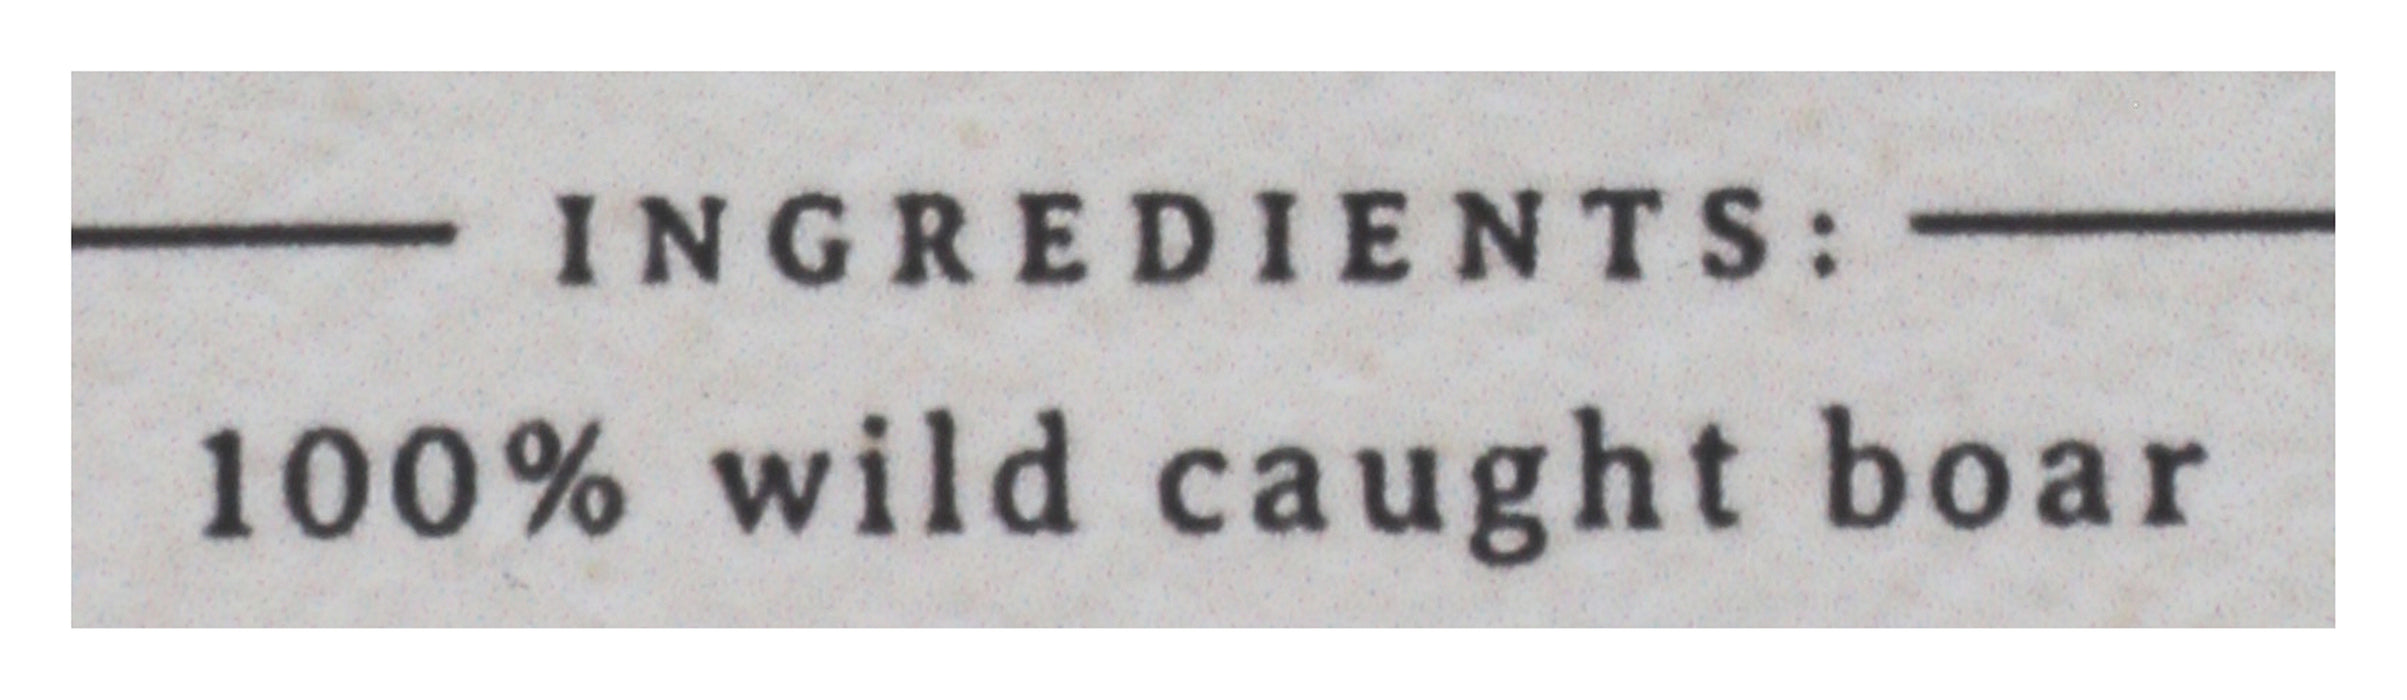 INGREDIENTS:
100% wild caught boar